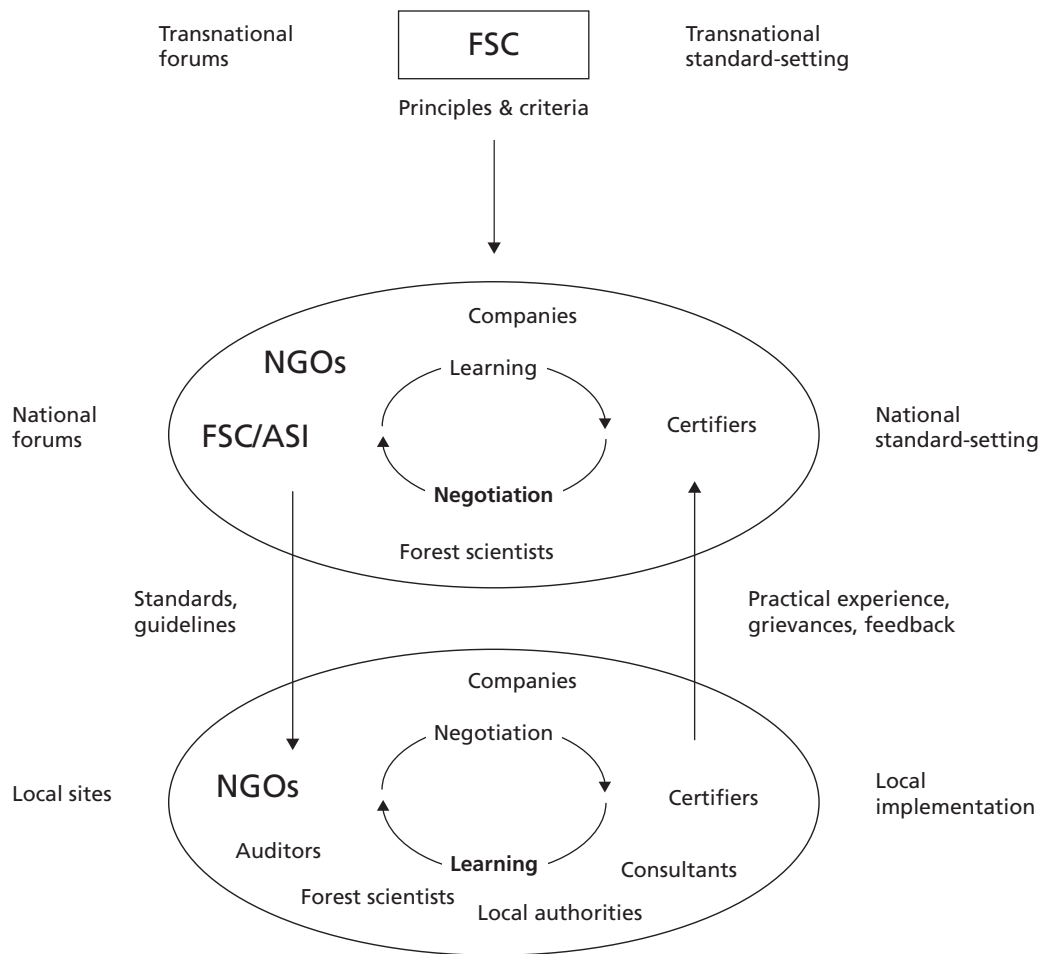 Transnational
forums
FSC
Transnational
standard-setting
Principles & criteria
Companies
NGOs
Learning
National
forums
FSC/ASI
Certifiers
National
standard-setting
Negotiation
Forest scientists
Standards,
guidelines
Practical experience,
grievances, feedback
Companies
Negotiation
Local sites
NGOs
Certifiers
Local
implementation
Auditors
Learning
Consultants
Forest scientists
Local authorities